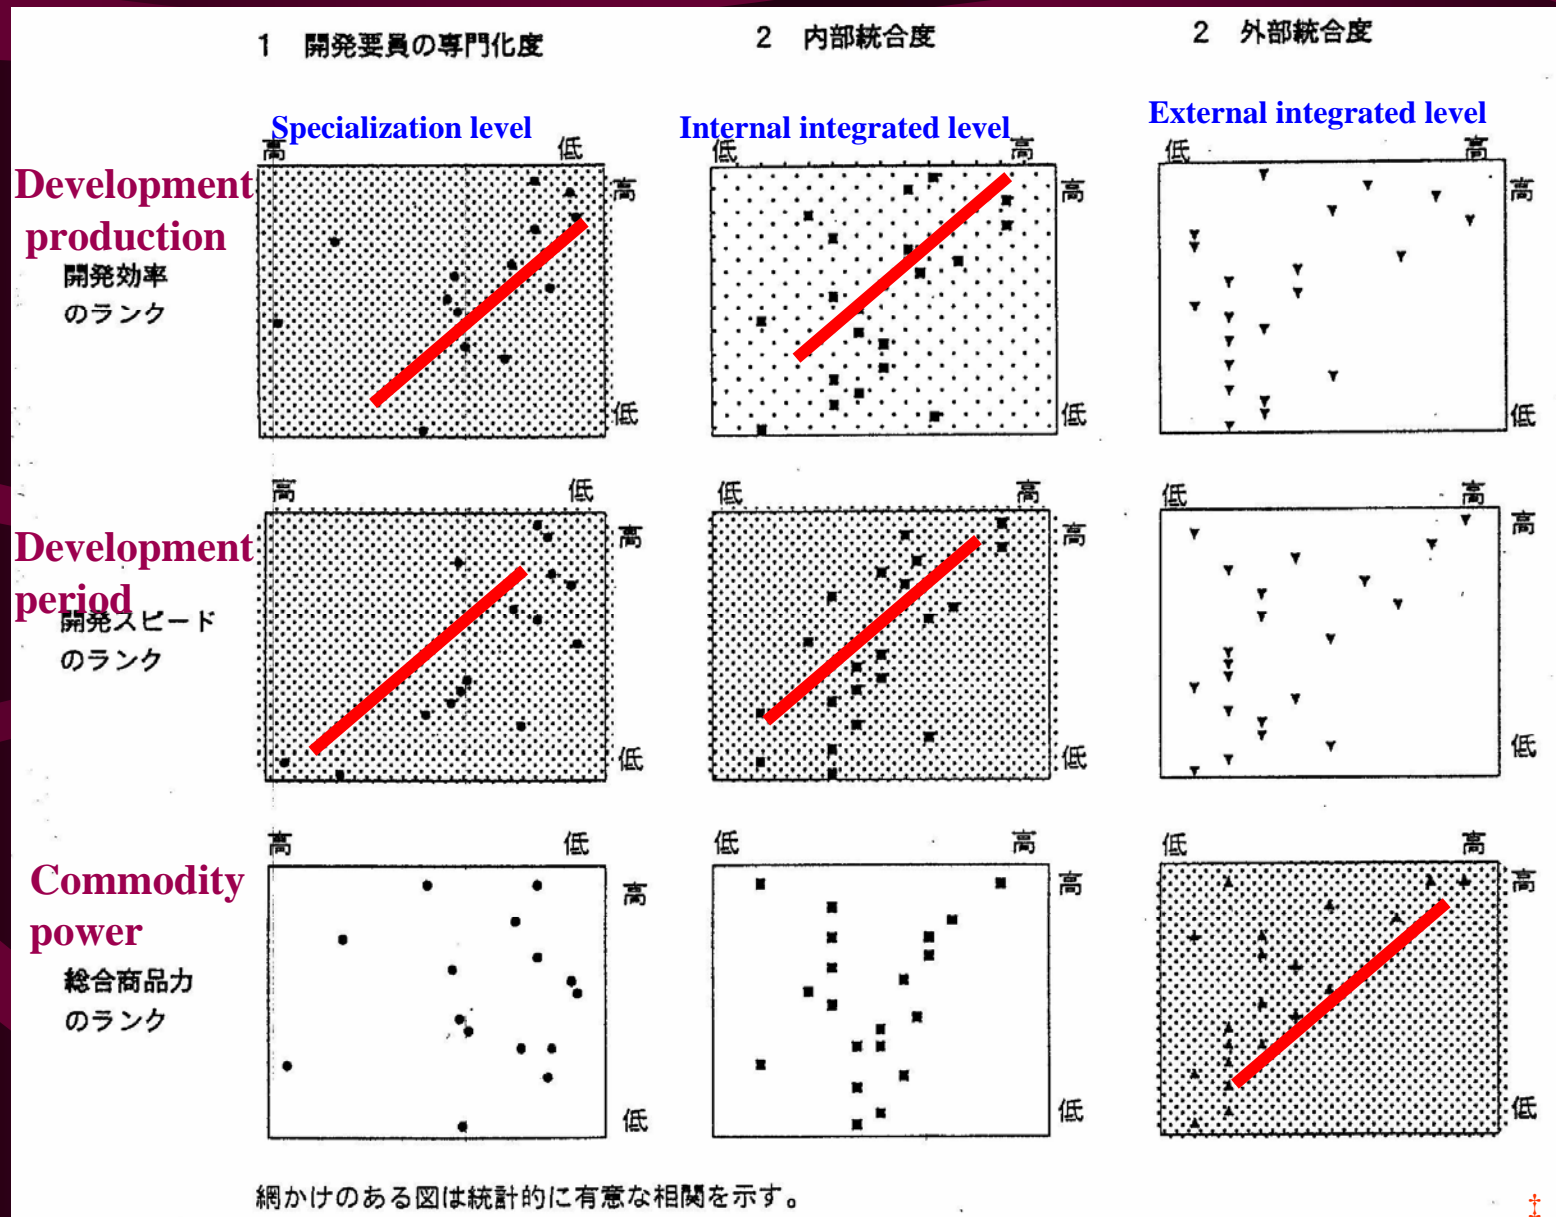 1 開発要員の専門化度
2 内部統合度
2 外部統合度
Specialization level
Internal integrated level
External integrated level
高 低
低 高
低 高
Development
production
開発効率
のランク
高
低
高
低
高
低
高 低
低 高
低 高
Development
period
開発スピード
のランク
高
低
高
低
高
低
高 低
低 高
低 高
Commodity
power
総合商品力
のランク
高
低
高
低
高
低
網かけのある図は統計的に有意な相関を示す。
‡